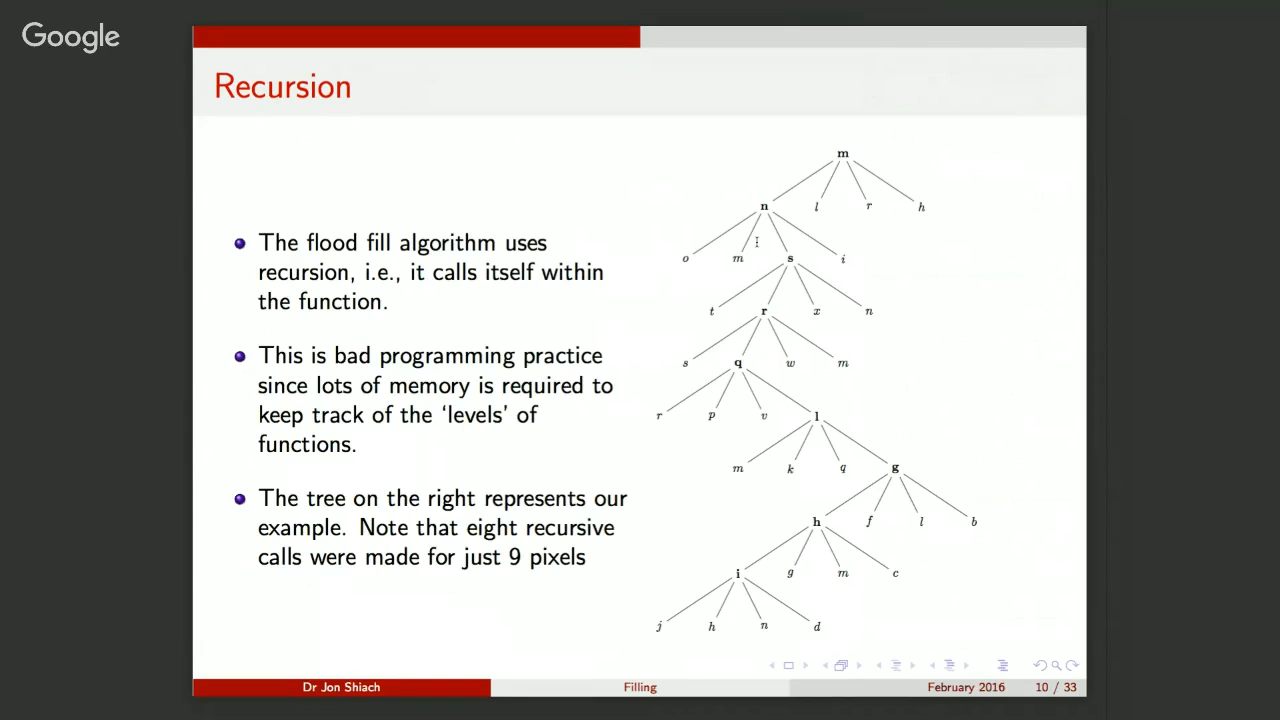 Google
Recursion
The flood fill algorithm uses
recursion, i.e., it calls itself within
the function.
This is bad programming practice
since lots of memory is required to
keep track of the ‘levels’ of
functions.
The tree on the right represents our
example. Note that eight recursive
calls were made for just 9 pixels
m
n l r h
o m s i
t r x n
s q w m
r p v l
m k q g
h f l b
i g m c
j h n d
Dr Jon Shiach Filling February 2016 10 / 33